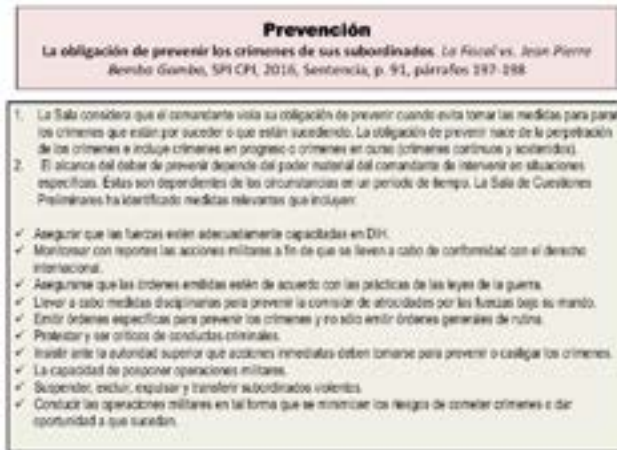 Prevención
La obligación de prevenir los crímenes de sus subordinados. La Fiscal vs. Jean Pierre
Bemba Gombo, SPI CPI, 2016, Sentencia, p. 91, párrafos 197-198
1. La Sala considera que el comandante viola su obligación de prevenir cuando evita tomar las medidas para parar
los crímenes que están por suceder o que están sucediendo. La obligación de prevenir nace de la perpetración
de los crímenes e incluye crímenes en progreso o crímenes en curso (crímenes continuos y sostenidos).
2. El alcance del deber de prevenir depende del poder material del comandante de intervenir en situaciones
específicas. Estas son dependientes de las circunstancias en un periodo de tiempo. La Sala de Cuestiones
Preliminares ha identificado medidas relevantes que incluyen:
✓ Asegurar que las fuerzas estén adecuadamente capacitadas en DIH.
✓ Monitorear con reportes las acciones militares a fin de que se lleven a cabo de conformidad con el derecho
internacional.
✓ Asegurarse que las órdenes emitidas estén de acuerdo con las prácticas de las leyes de la guerra.
✓ Llevar a cabo medidas disciplinarias para prevenir la comisión de atrocidades por las fuerzas bajo su mando.
✓ Emitir órdenes específicas para prevenir los crímenes y no sólo emitir órdenes generales de rutina.
✓ Protestar y ser críticos de conductas criminales.
✓ Insistir ante la autoridad superior que acciones inmediatas deben tomarse para prevenir o castigar los crímenes.
✓ La capacidad de posponer operaciones militares.
✓ Suspender, excluir, expulsar y transferir subordinados violentos.
✓ Conducir las operaciones militares en tal forma que se minimicen los riesgos de cometer crímenes o dar
oportunidad a que sucedan.